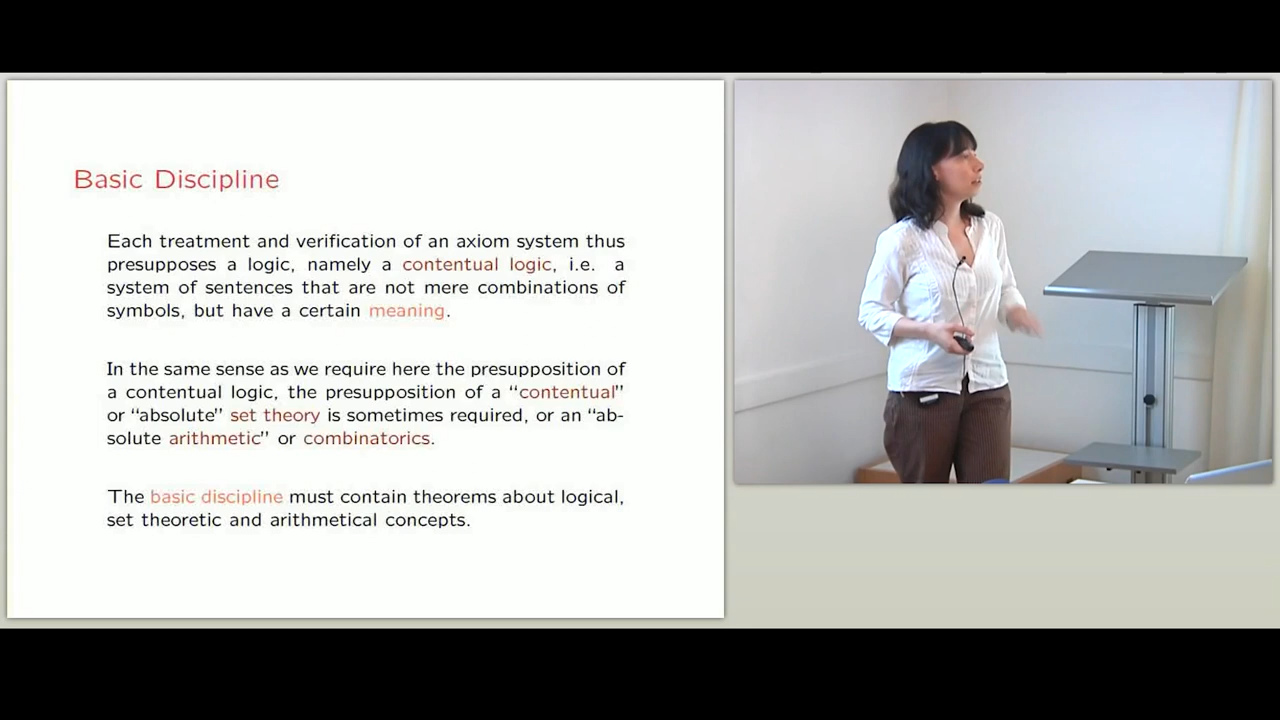 Basic Discipline
Each treatment and verification of an axiom system thus
presupposes a logic, namely a contentual logic, i.e. a
system of sentences that are not mere combinations of
symbols, but have a certain meaning.
In the same sense as we require here the presupposition of
a contentual logic, the presupposition of a “contentual”
or “absolute” set theory is sometimes required, or an “ab-
solute arithmetic” or combinatorics.
The basic discipline must contain theorems about logical,
set theoretic and arithmetical concepts.